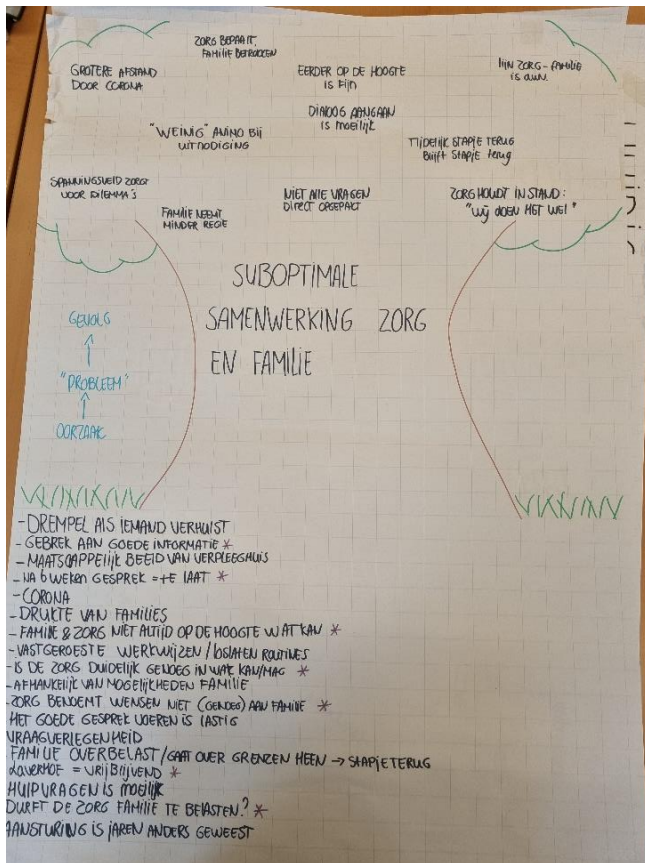 ZORG BEPAALT,
FAMILIE BETROKKEN
GROTERE AFSTAND
DOOR CORONA
EERDER OP DE HOOGTE
is FIJN
MIJN ZORG - FAMILIE
is aww.
DIALOOG AANGAAN
is moeilijk
"WEINIG" ANIMO BIJ
UITNODIGING
TIJDELIJK STAPJE TERUG
Blijft STAPJE Terug
SPANNINGSVELD ZORGT
VOOR DILEMMA'S
FAMILIE NEEMT
MINDER REGIE
NIET ALLE VRAGEN
DIRECT OPGEPAKT
ZORG HOUDT IN STAND:
"WIJ DOEN HET WEL"
SUBOPTIMALE
SAMENWERKING ZORG
EN FAMILIE
GEVOLG
"PROBLEEM"
OORZAAK
- DREMPEL ALS IEMAND VERHUIST
- GEBREK AAN GOEDE INFORMATIE *
- MAATSCHAPPELIJK BEELD VAN VERPLEEGHUIS
- NA 6 WEKEN GESPREK = TE LAAT *
- CORONA
- DRUKTE VAN FAMILIES
- FAMILIE & ZORG NIET ALTIJD OP DE HOOGTE WAT KAN *
- VASTGEROESTE WERKWIJZEN / LOSLATEN ROUTINES
- IS DE ZORG DUIDELIJK GENOEG IN WAT KAN/MAG *
- AFHANKELIJK VAN MOGELIJKHEDEN FAMILIE
- ZORG BENOEMT WENSEN NIET (GENOEG) AAN FAMILIE *
HET GOEDE GESPREK VOEREN IS LASTIG
VRAAGVERLEGENHEID
FAMILIE OVERBELAST / GAAT OVER GRENZEN HEEN → STAPJE TERUG
LAVERHOF = VRIJBLIJVEND *
HULPVRAGEN IS moeilijk
DURFT DE ZORG FAMILIE TE BELASTEN? *
AANSTURING IS JAREN ANDERS GEWEEST